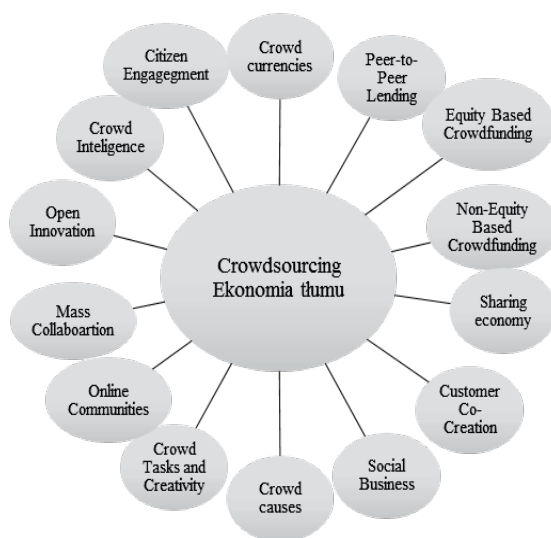 Crowdsourcing
Ekonomia tłumu
Crowd
currencies
Peer-to-
Peer
Lending
Equity Based
Crowdfunding
Non-Equity
Based
Crowdfunding
Sharing
economy
Customer
Co-
Creation
Social
Business
Crowd
causes
Crowd
Tasks and
Creativity
Online
Communities
Mass
Collaboartion
Open
Innovation
Crowd
Inteligence
Citizen
Engagegment